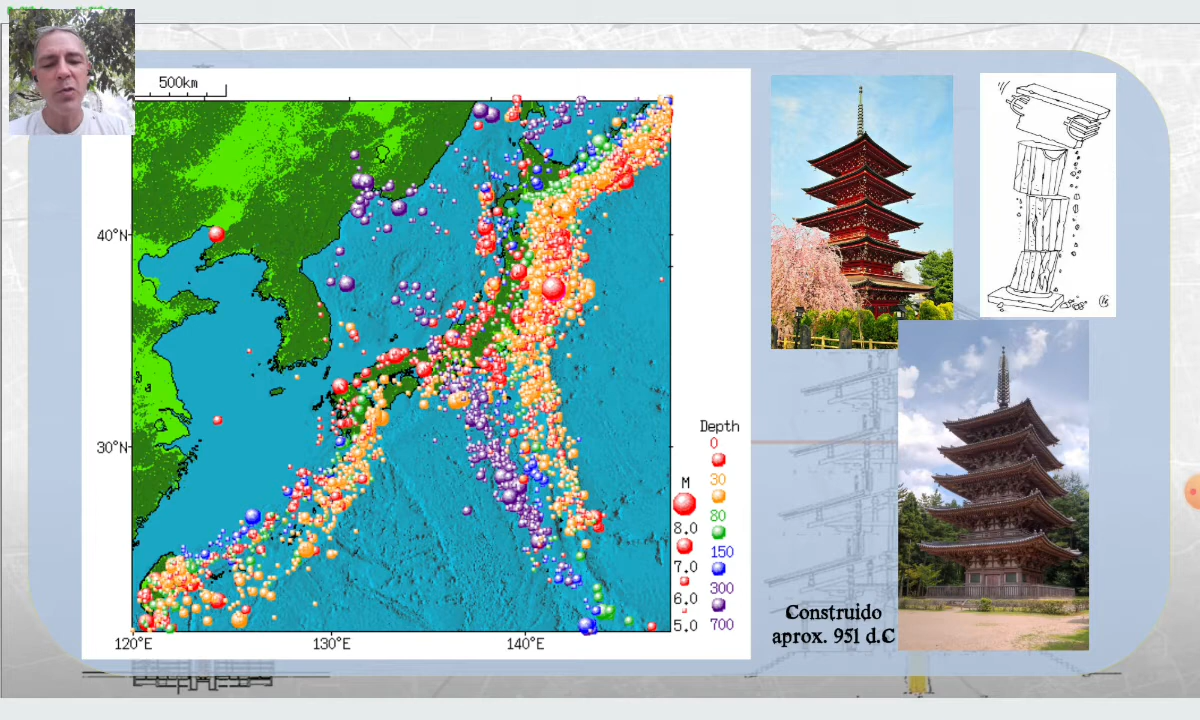 500km
40°N
30°N
120°E
130°E
140°E
M
8.0
7.0
6.0
5.0
Depth
0
30
80
150
300
700
Construido
aprox. 951 d.C